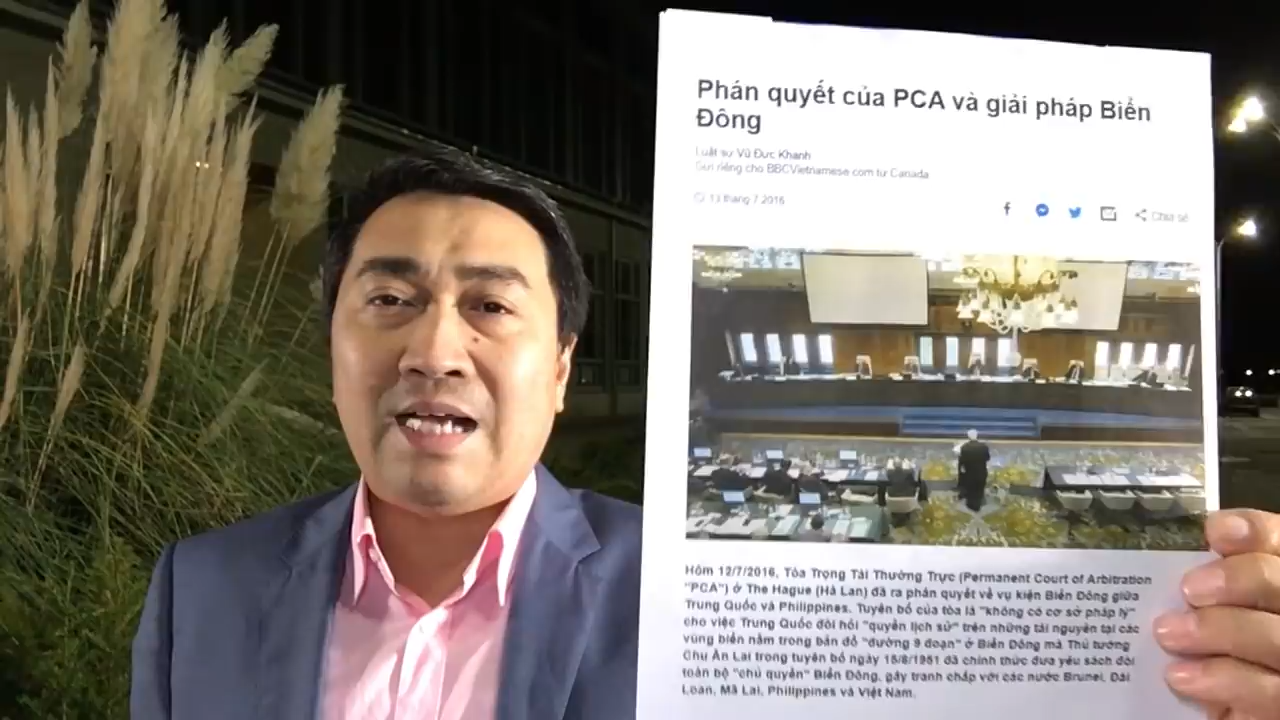 Phán quyết của PCA và giải pháp Biển
Đông
Luật sư Vũ Đức Khanh
Gửi riêng cho BBCVietnamese.com từ Canada
13 tháng 7 2016
Chia sẻ
Hôm 12/7/2016, Tòa Trọng Tài Thường Trực (Permanent Court of Arbitration
"PCA") ở The Hague (Hà Lan) đã ra phán quyết về vụ kiện Biển Đông giữa
Trung Quốc và Philippines. Tuyên bố của tòa là "không có cơ sở pháp lý"
cho việc Trung Quốc đòi hỏi "quyền lịch sử" trên những tài nguyên tại các
vùng biển nằm trong bản đồ "đường 9 đoạn" ở Biển Đông mà Thủ tướng
Chu Ân Lai trong tuyên bố ngày 15/8/1951 đã chính thức đưa yêu sách đòi
toàn bộ "chủ quyền" Biển Đông, gây tranh chấp với các nước Brunei, Đài
Loan, Mã Lai, Philippines và Việt Nam.